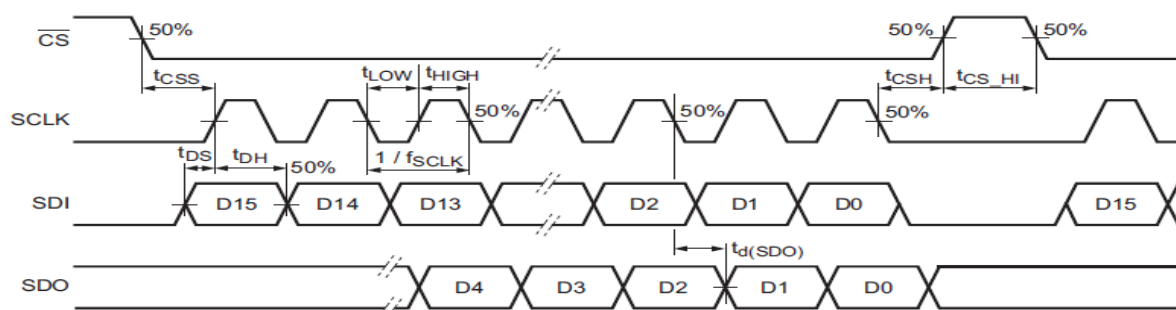 CS 50% 50% 50%
tCSS tLOW tHIGH tCSH tCS_HI
SCLK 50% 50% 50%
tDS tDH 50% 1 / fSCLK
SDI D15 D14 D13 D2 D1 D0 D15
td(SDO)
SDO D4 D3 D2 D1 D0